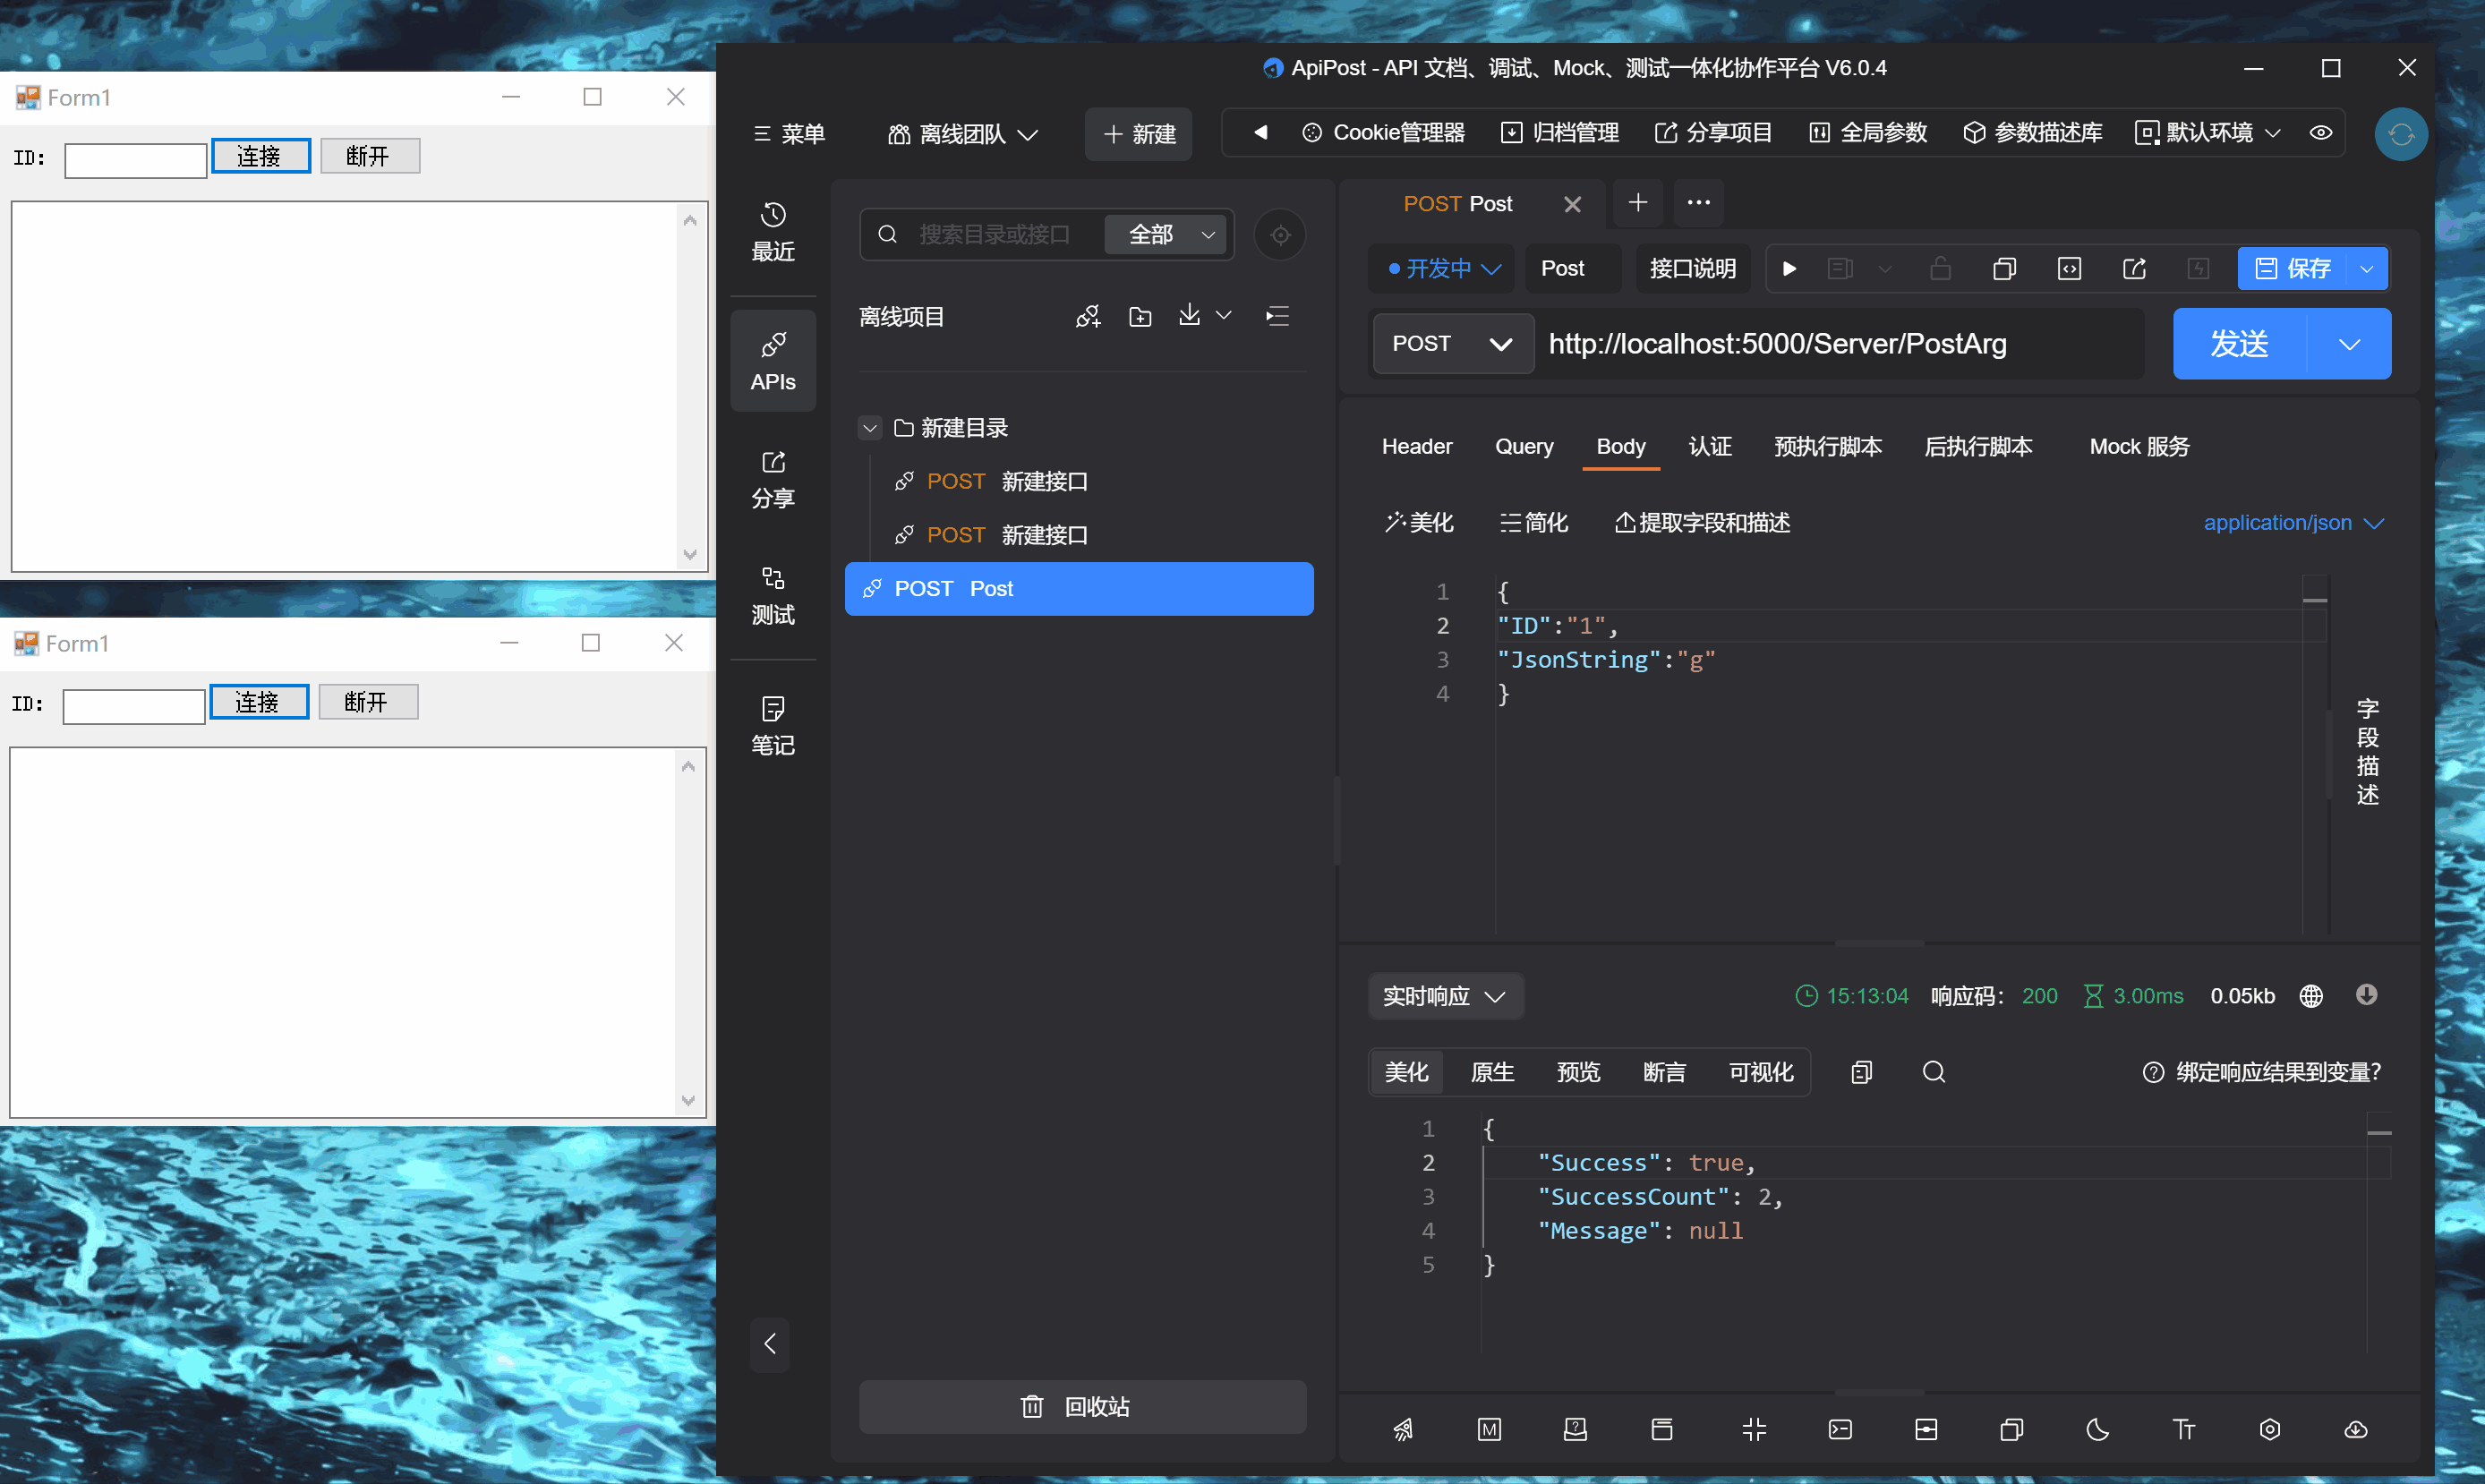 Form1
ID:
连接
断开
Form1
ID:
连接
断开
ApiPost - API 文档、调试、Mock、测试一体化协作平台 V6.0.4
菜单
离线团队
新建
Cookie管理器
归档管理
分享项目
全局参数
参数描述库
默认环境
最近
APIs
分享
测试
笔记
搜索目录或接口
全部
离线项目
新建目录
POST 新建接口
POST 新建接口
POST Post
回收站
POST Post
开发中
Post
接口说明
保存
POST
http://localhost:5000/Server/PostArg
发送
Header
Query
Body
认证
预执行脚本
后执行脚本
Mock 服务
美化
简化
提取字段和描述
application/json
1 {
2 "ID":"1",
3 "JsonString":"g"
4 }
字
段
描
述
实时响应
15:13:04
响应码：
200
3.00ms
0.05kb
美化
原生
预览
断言
可视化
绑定响应结果到变量?
1 {
2 "Success": true,
3 "SuccessCount": 2,
4 "Message": null
5 }